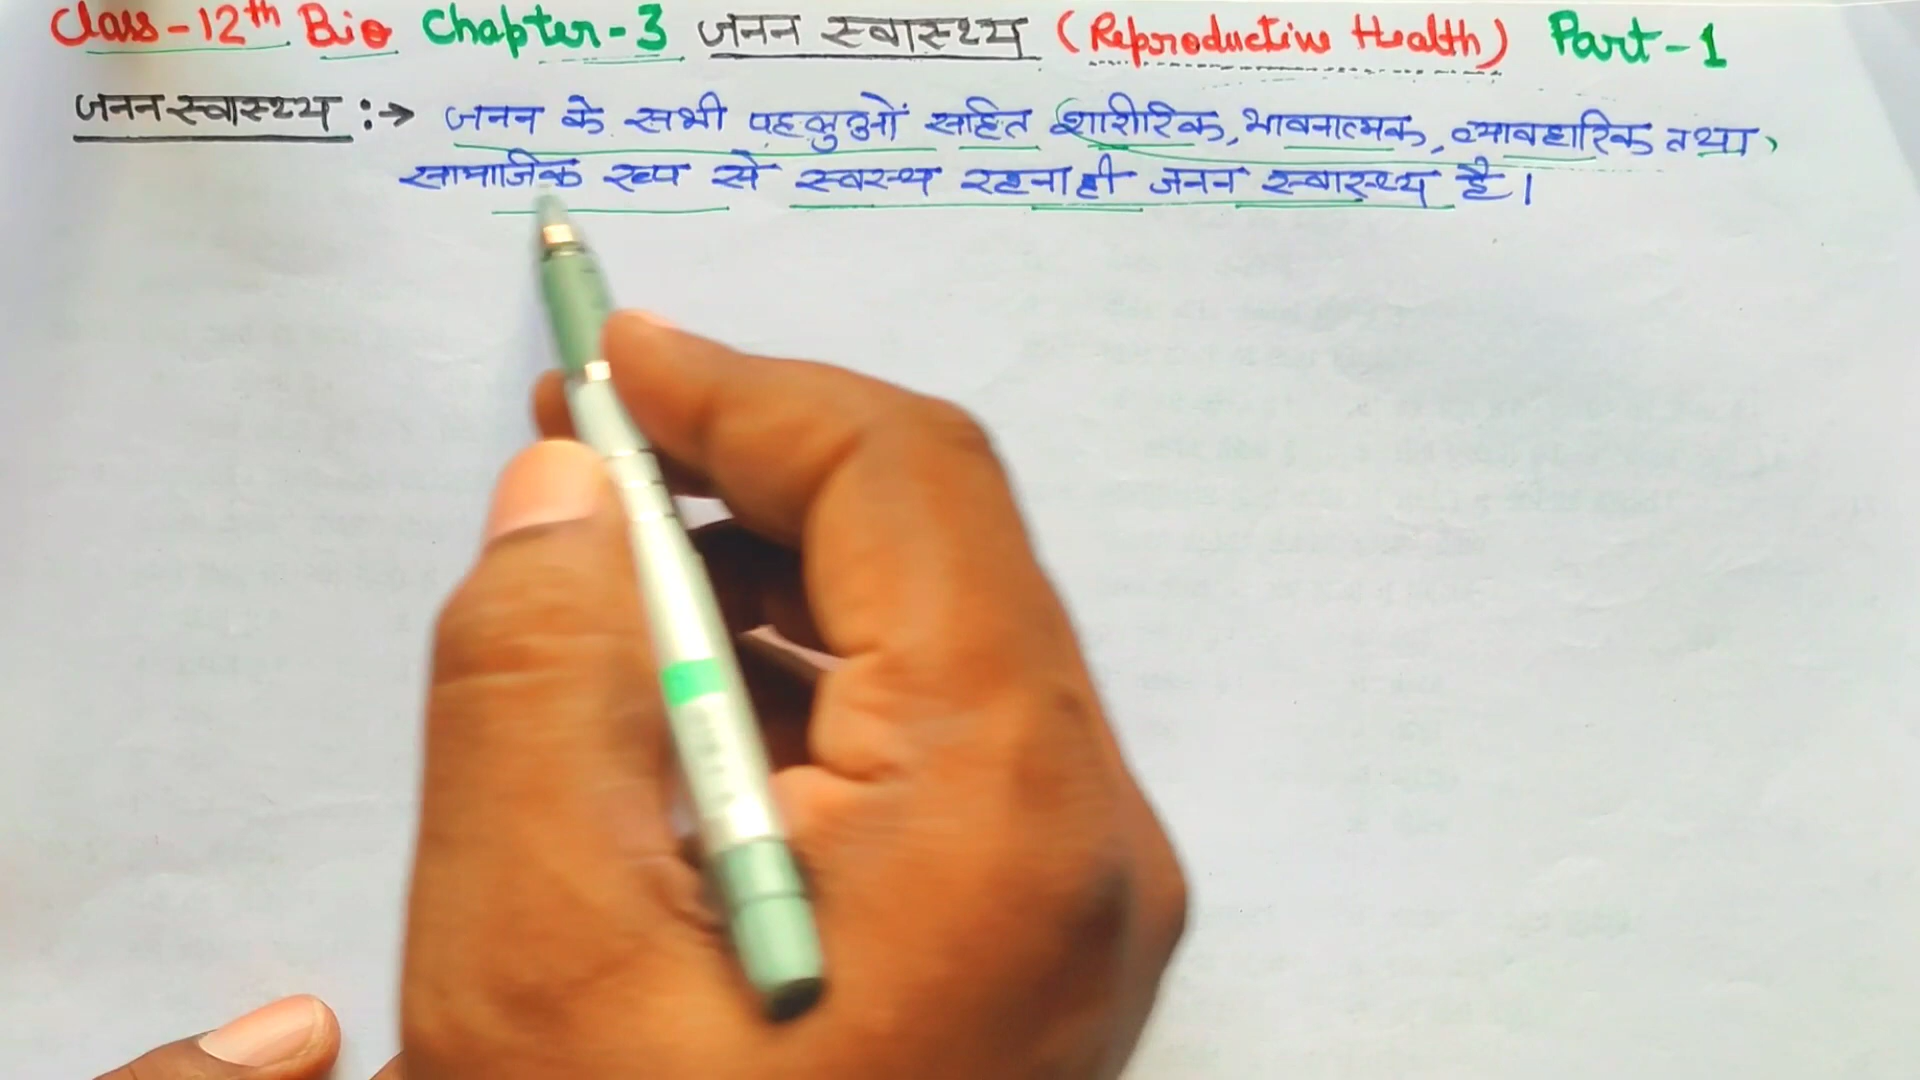 Class-12th Bio Chapter-3 जनन स्वास्थ्य (Reproductive Health) Part-1
जनन स्वास्थ्य :→ जनन के सभी पहलुओं सहित शारीरिक, भावनात्मक, व्यावहारिक तथा,
सामाजिक रूप से स्वस्थ रहना ही जनन स्वास्थ्य है।